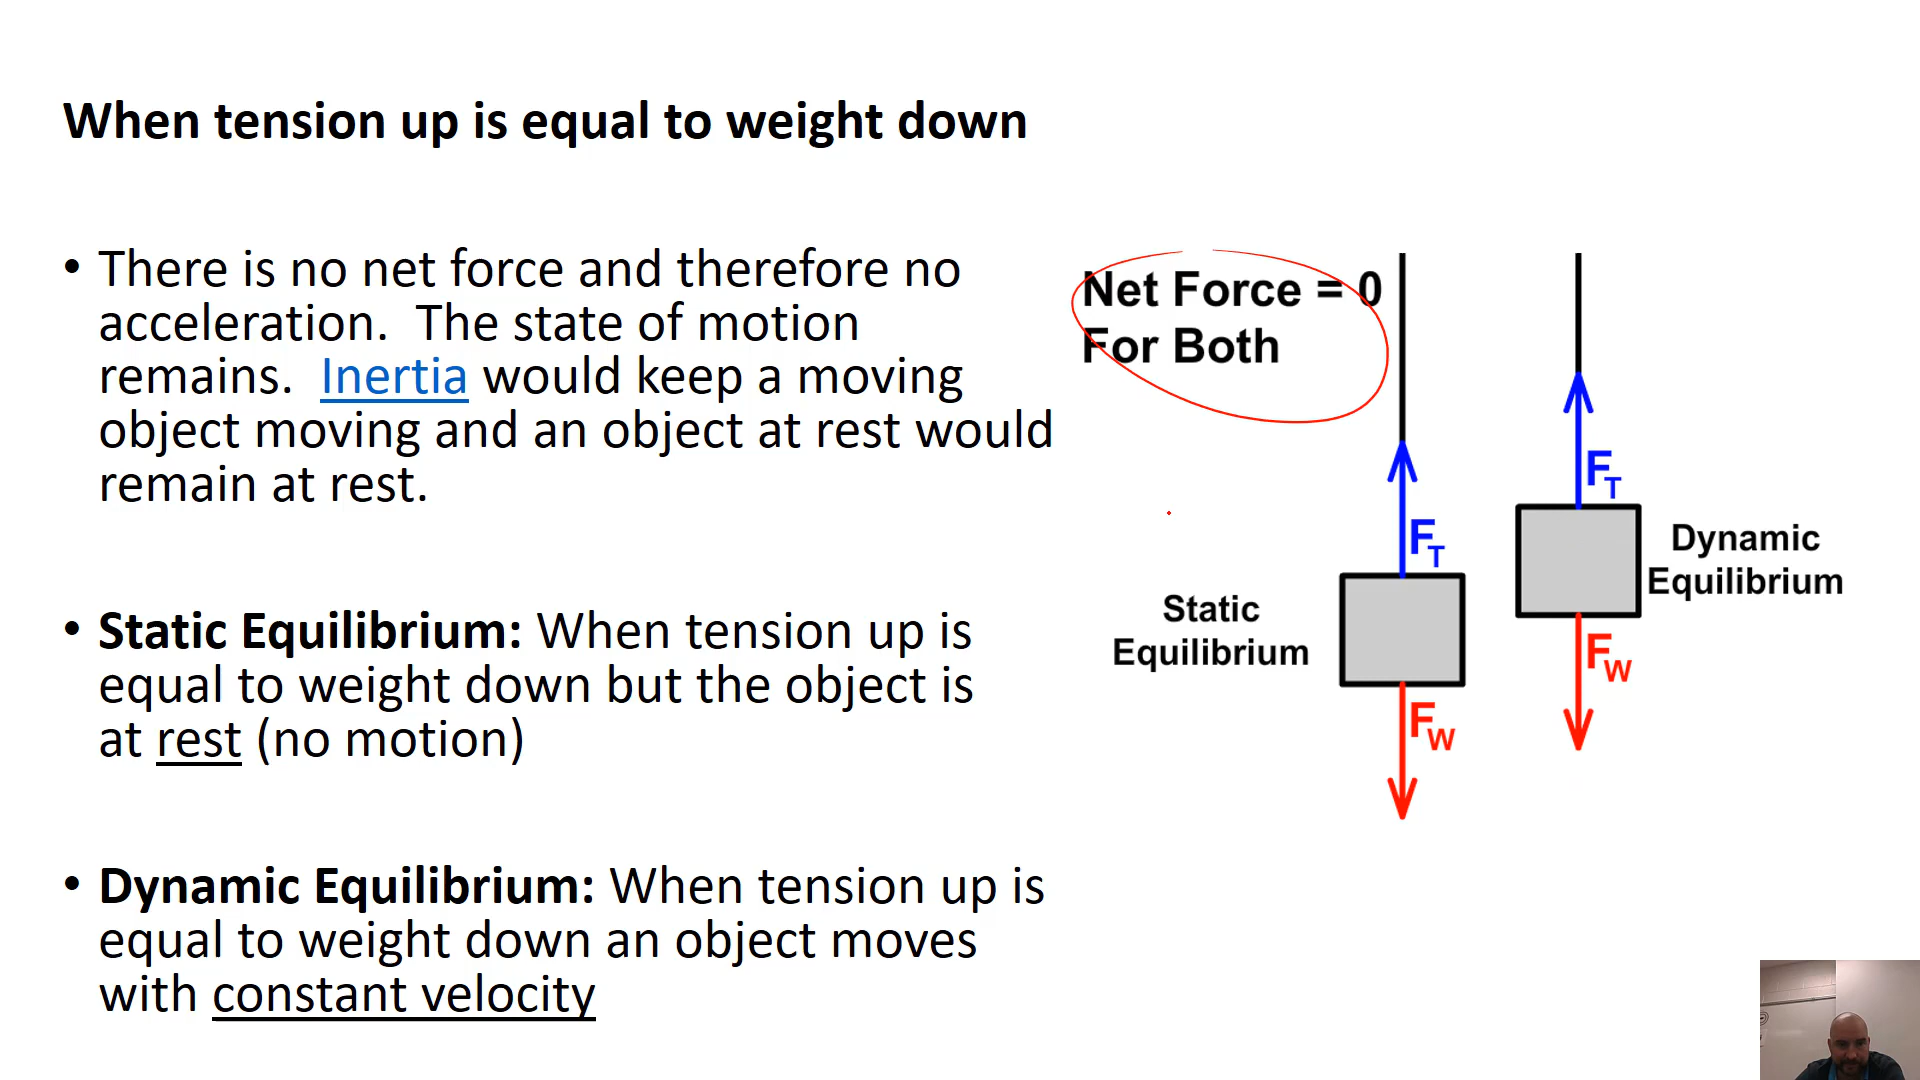 When tension up is equal to weight down
• There is no net force and therefore no
acceleration.  The state of motion
remains.  Inertia would keep a moving
object moving and an object at rest would
remain at rest.
• Static Equilibrium: When tension up is
equal to weight down but the object is
at rest (no motion)
• Dynamic Equilibrium: When tension up is
equal to weight down an object moves
with constant velocity
Net Force = 0
For Both
FT
Static
Equilibrium
FW
FT
Dynamic
Equilibrium
FW